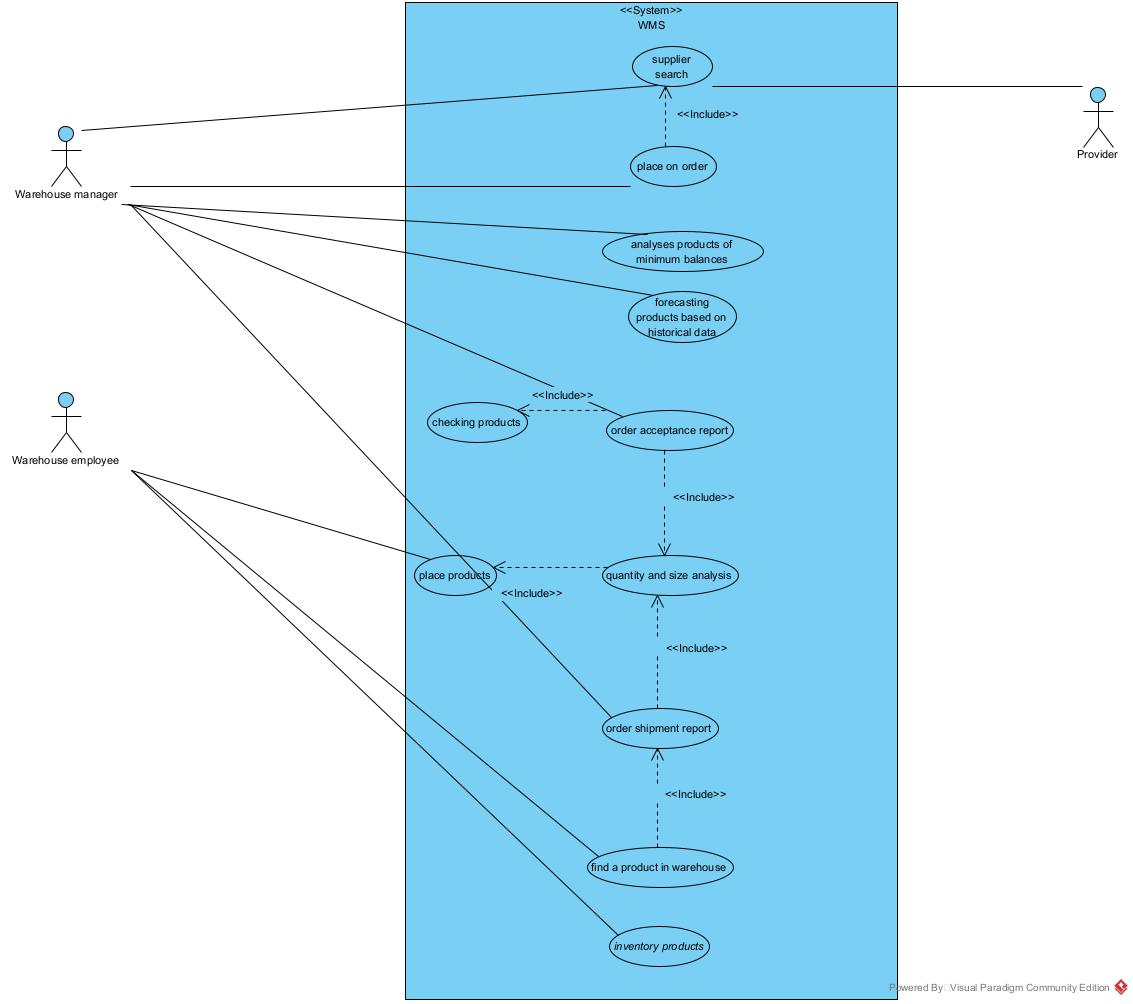 <<System>>
WMS
supplier
search
<<Include>>
place on order
Provider
Warehouse manager
analyses products of
minimum balances
forecasting
products based on
historical data
<<Include>>
checking products
order acceptance report
Warehouse employee
<<Include>>
place products
quantity and size analysis
<<Include>>
<<Include>>
order shipment report
<<Include>>
find a product in warehouse
inventory products
Powered By Visual Paradigm Community Edition